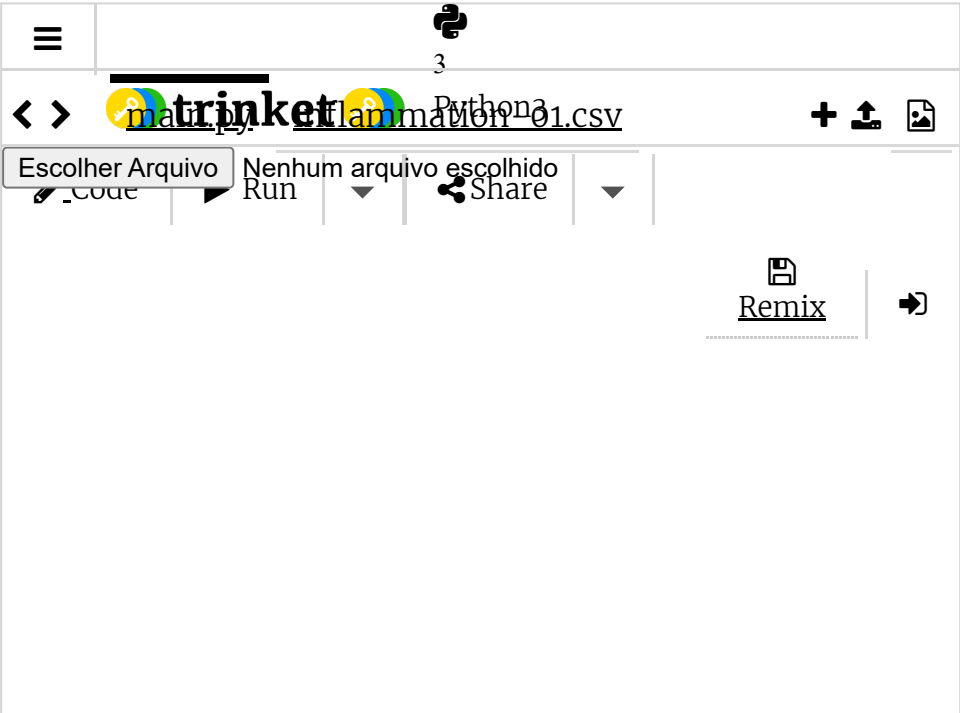 3
Python3
trinket
main.py inflammation-01.csv
Escolher Arquivo Nenhum arquivo escolhido
Code Run Share
Remix